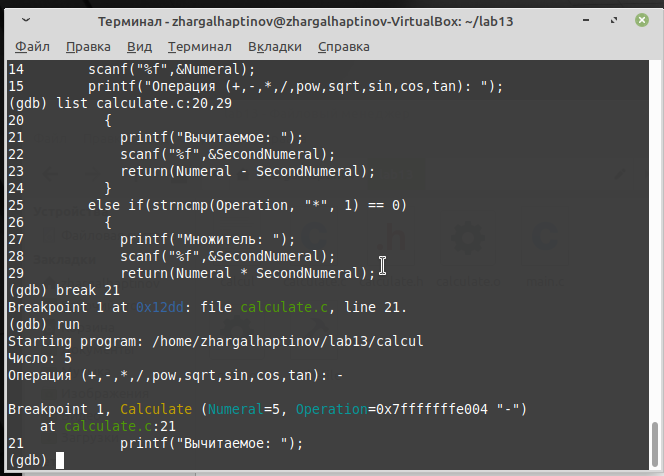 Терминал - zhargalhaptinov@zhargalhaptinov-VirtualBox: ~/lab13
Файл Правка Вид Терминал Вкладки Справка
14        scanf("%f",&Numeral);
15        printf("Операция (+,-,*,/,pow,sqrt,sin,cos,tan): ");
(gdb) list calculate.c:20,29
20          {
21            printf("Вычитаемое: ");
22            scanf("%f",&SecondNumeral);
23            return(Numeral - SecondNumeral);
24          }
25        else if(strncmp(Operation, "*", 1) == 0)
26          {
27            printf("Множитель: ");
28            scanf("%f",&SecondNumeral);
29            return(Numeral * SecondNumeral);
(gdb) break 21
Breakpoint 1 at 0x12dd: file calculate.c, line 21.
(gdb) run
Starting program: /home/zhargalhaptinov/lab13/calcul
Число: 5
Операция (+,-,*,/,pow,sqrt,sin,cos,tan): -
Breakpoint 1, Calculate (Numeral=5, Operation=0x7fffffffe004 "-")
    at calculate.c:21
21            printf("Вычитаемое: ");
(gdb)